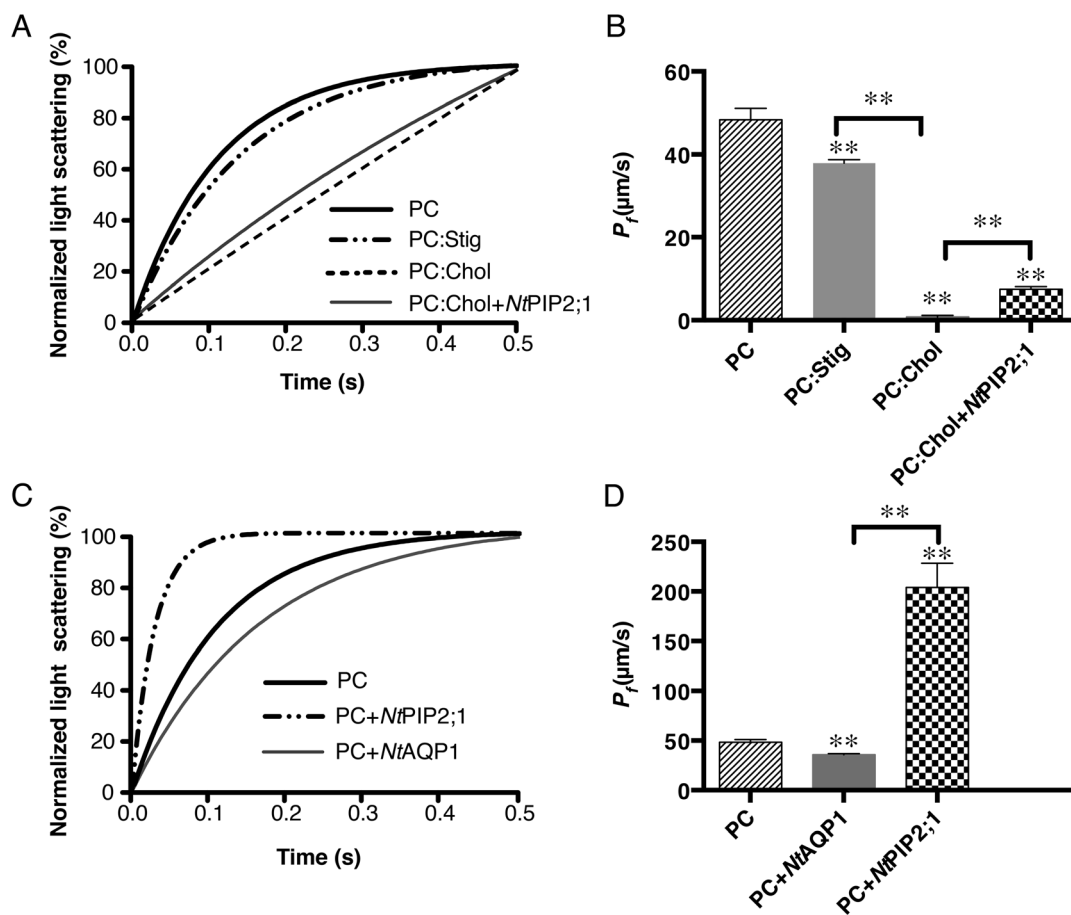 A
Normalized light scattering (%)
100
80
60
40
20
0
0.0 0.1 0.2 0.3 0.4 0.5
Time (s)
PC
PC:Stig
PC:Chol
PC:Chol+NtPIP2;1
B
Pf(µm/s)
60
40
20
0
**
**
**
**
**
PC
PC:Stig
PC:Chol
PC:Chol+NtPIP2;1
C
Normalized light scattering (%)
100
80
60
40
20
0
0.0 0.1 0.2 0.3 0.4 0.5
Time (s)
PC
PC+NtPIP2;1
PC+NtAQP1
D
Pf(µm/s)
250
200
150
100
50
0
**
**
**
PC
PC+NtAQP1
PC+NtPIP2;1